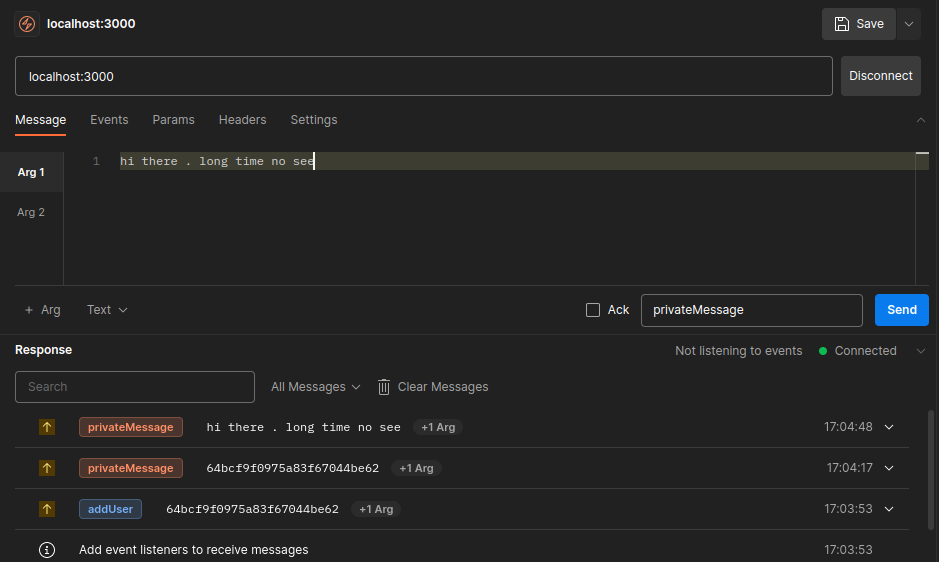 localhost:3000
Save
localhost:3000
Disconnect
Message Events Params Headers Settings
Arg 1
1 hi there . long time no see
Arg 2
+ Arg Text
Ack privateMessage Send
Response
Not listening to events Connected
Search All Messages Clear Messages
privateMessage hi there . long time no see +1 Arg 17:04:48
privateMessage 64bcf9f0975a83f67044be62 +1 Arg 17:04:17
addUser 64bcf9f0975a83f67044be62 +1 Arg 17:03:53
Add event listeners to receive messages 17:03:53